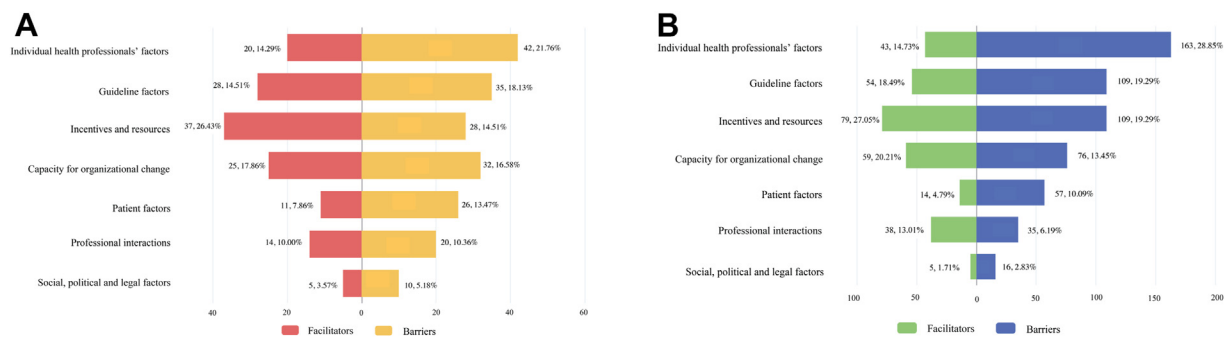 A
Individual health professionals' factors
20, 14.29%
42, 21.76%
Guideline factors
28, 14.51%
35, 18.13%
Incentives and resources
37, 26.43%
28, 14.51%
Capacity for organizational change
25, 17.86%
32, 16.58%
Patient factors
11, 7.86%
26, 13.47%
Professional interactions
14, 10.00%
20, 10.36%
Social, political and legal factors
5, 3.57%
10, 5.18%
40 20 0 20 40 60
Facilitators Barriers
B
Individual health professionals' factors
43, 14.73%
163, 28.85%
Guideline factors
54, 18.49%
109, 19.29%
Incentives and resources
79, 27.05%
109, 19.29%
Capacity for organizational change
59, 20.21%
76, 13.45%
Patient factors
14, 4.79%
57, 10.09%
Professional interactions
38, 13.01%
35, 6.19%
Social, political and legal factors
5, 1.71%
16, 2.83%
100 50 0 50 100 150 200
Facilitators Barriers